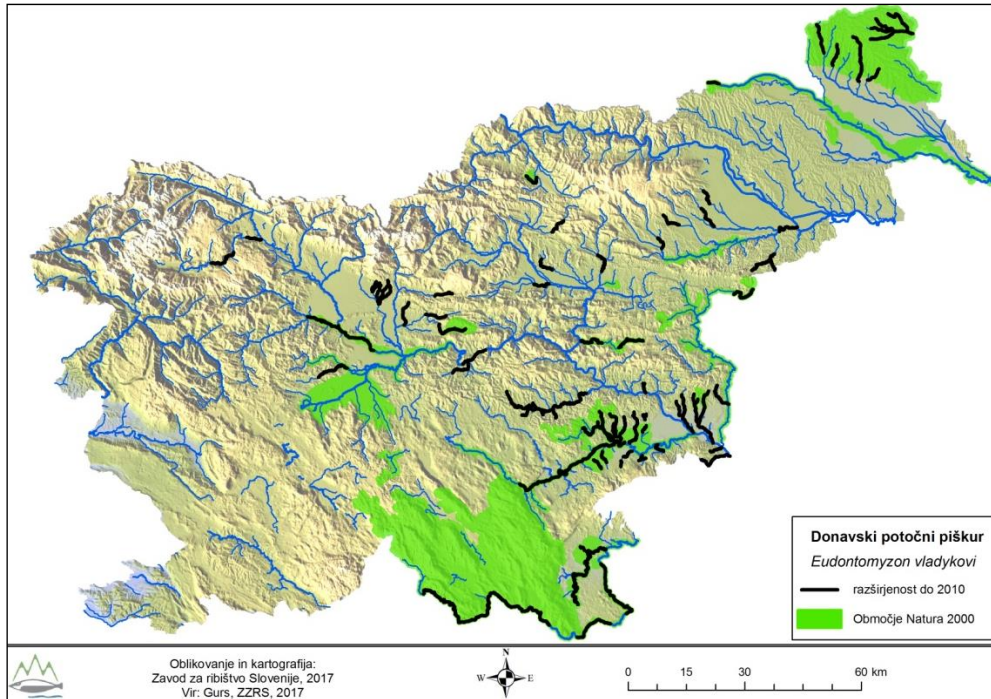 Donavski potočni piškur
Eudontomyzon vladykovi
razširjenost do 2010
Območje Natura 2000
Oblikovanje in kartografija:
Zavod za ribištvo Slovenije, 2017
Vir: Gurs, ZZRS, 2017
N
W E
S
0 15 30 60 km